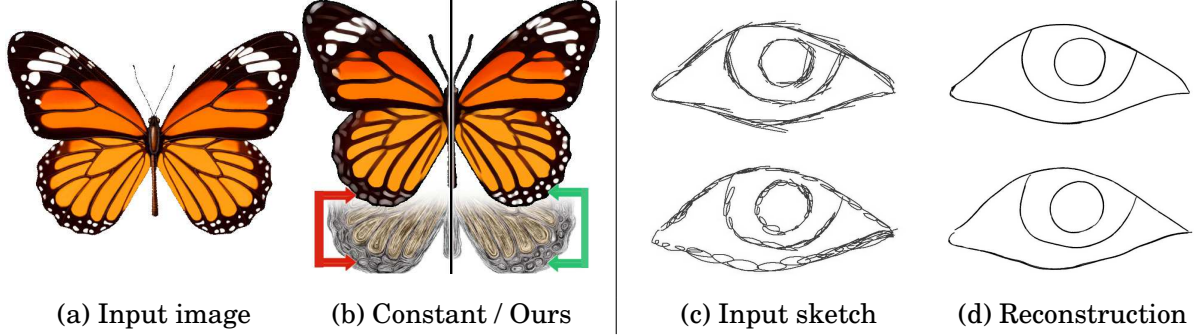 (a) Input image
(b) Constant / Ours
(c) Input sketch
(d) Reconstruction